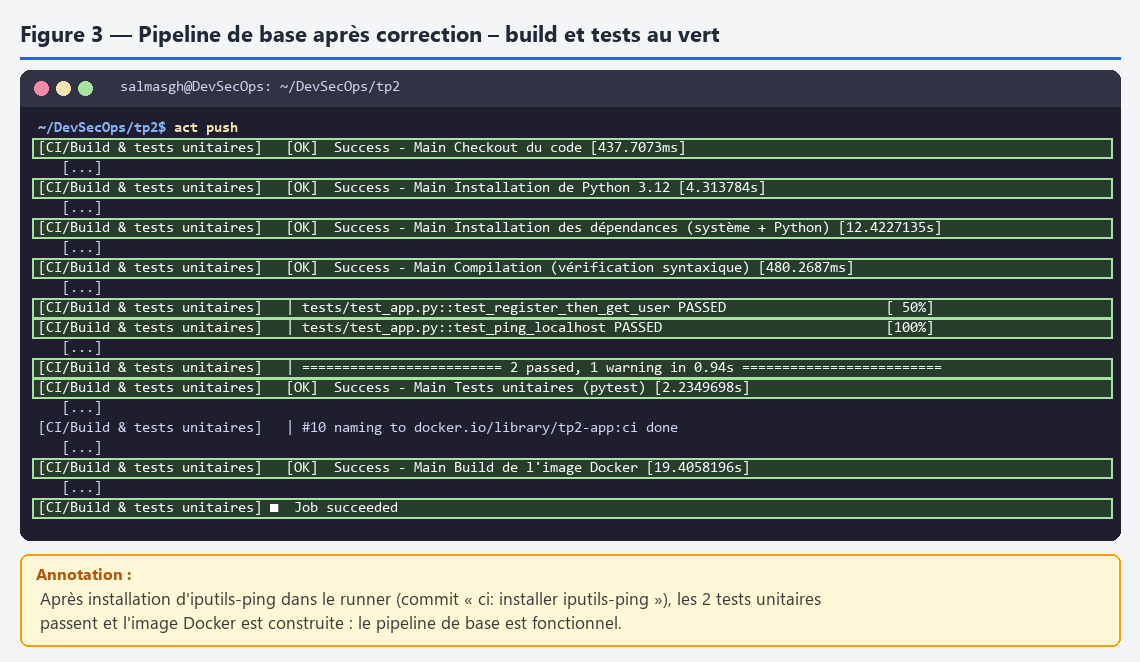 Figure 3 — Pipeline de base après correction – build et tests au vert
salmasgh@DevSecOps: ~/DevSecOps/tp2
~/DevSecOps/tp2$ act push
[CI/Build & tests unitaires]   [OK]  Success - Main Checkout du code [437.7073ms]
[...]
[CI/Build & tests unitaires]   [OK]  Success - Main Installation de Python 3.12 [4.313784s]
[...]
[CI/Build & tests unitaires]   [OK]  Success - Main Installation des dépendances (système + Python) [12.4227135s]
[...]
[CI/Build & tests unitaires]   [OK]  Success - Main Compilation (vérification syntaxique) [480.2687ms]
[...]
[CI/Build & tests unitaires]   | tests/test_app.py::test_register_then_get_user PASSED                    [ 50%]
[CI/Build & tests unitaires]   | tests/test_app.py::test_ping_localhost PASSED                            [100%]
[...]
[CI/Build & tests unitaires]   | ========================= 2 passed, 1 warning in 0.94s =========================
[CI/Build & tests unitaires]   [OK]  Success - Main Tests unitaires (pytest) [2.2349698s]
[...]
[CI/Build & tests unitaires]   | #10 naming to docker.io/library/tp2-app:ci done
[...]
[CI/Build & tests unitaires]   [OK]  Success - Main Build de l'image Docker [19.4058196s]
[...]
[CI/Build & tests unitaires] ■  Job succeeded
Annotation :
Après installation d'iputils-ping dans le runner (commit « ci: installer iputils-ping »), les 2 tests unitaires
passent et l'image Docker est construite : le pipeline de base est fonctionnel.